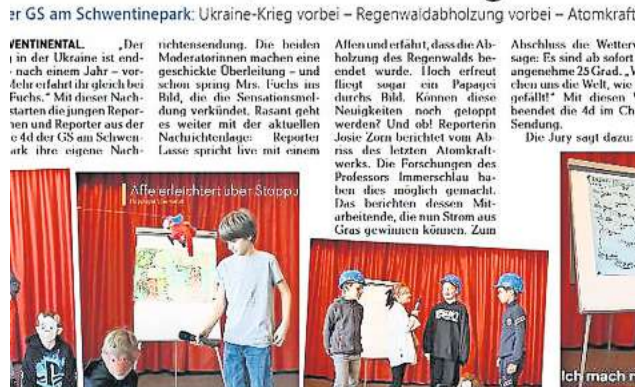 er GS am Schwentinepark: Ukraine-Krieg vorbei – Regenwaldabholzung vorbei – Atomkraft
VENTINENTAL. „Der
in der Ukraine ist end-
nach einem Jahr – vor-
Mehr erfahrt ihr gleich bei
Fuchs.“ Mit dieser Nach-
starten die jungen Repor-
nen und Reporter aus der
e 4d der GS am Schwen-
ark ihre eigene Nach-
richtensendung. Die beiden
Moderatorinnen machen eine
geschickte Überleitung – und
schon spring Mrs. Fuchs ins
Bild, die die Sensationsmel-
dung verkündet. Rasant geht
es weiter mit der aktuellen
Nachrichtenlage: Reporter
Lasse spricht live mit einem
Affen und erfährt, dass die Ab-
holzung des Regenwalds be-
endet wurde. Hoch erfreut
fliegt sogar ein Papagei
durchs Bild. Können diese
Neuigkeiten noch getoppt
werden? Und ob! Reporterin
Josie Zorn berichtet vom Ab-
riss des letzten Atomkraft-
werks. Die Forschungen des
Professors Immerschlau ha-
ben dies möglich gemacht.
Das berichten dessen Mit-
arbeitende, die nun Strom aus
Gras gewinnen können. Zum
Abschluss die Wetterv
sage: Es sind ab sofort
angenehme 25 Grad. „V
chen uns die Welt, wie
gefällt!“ Mit diesen
beendet die 4d im Ch
Sendung.
Die Jury sagt dazu:
Affe erleichtert über Stopp
Ich mach m